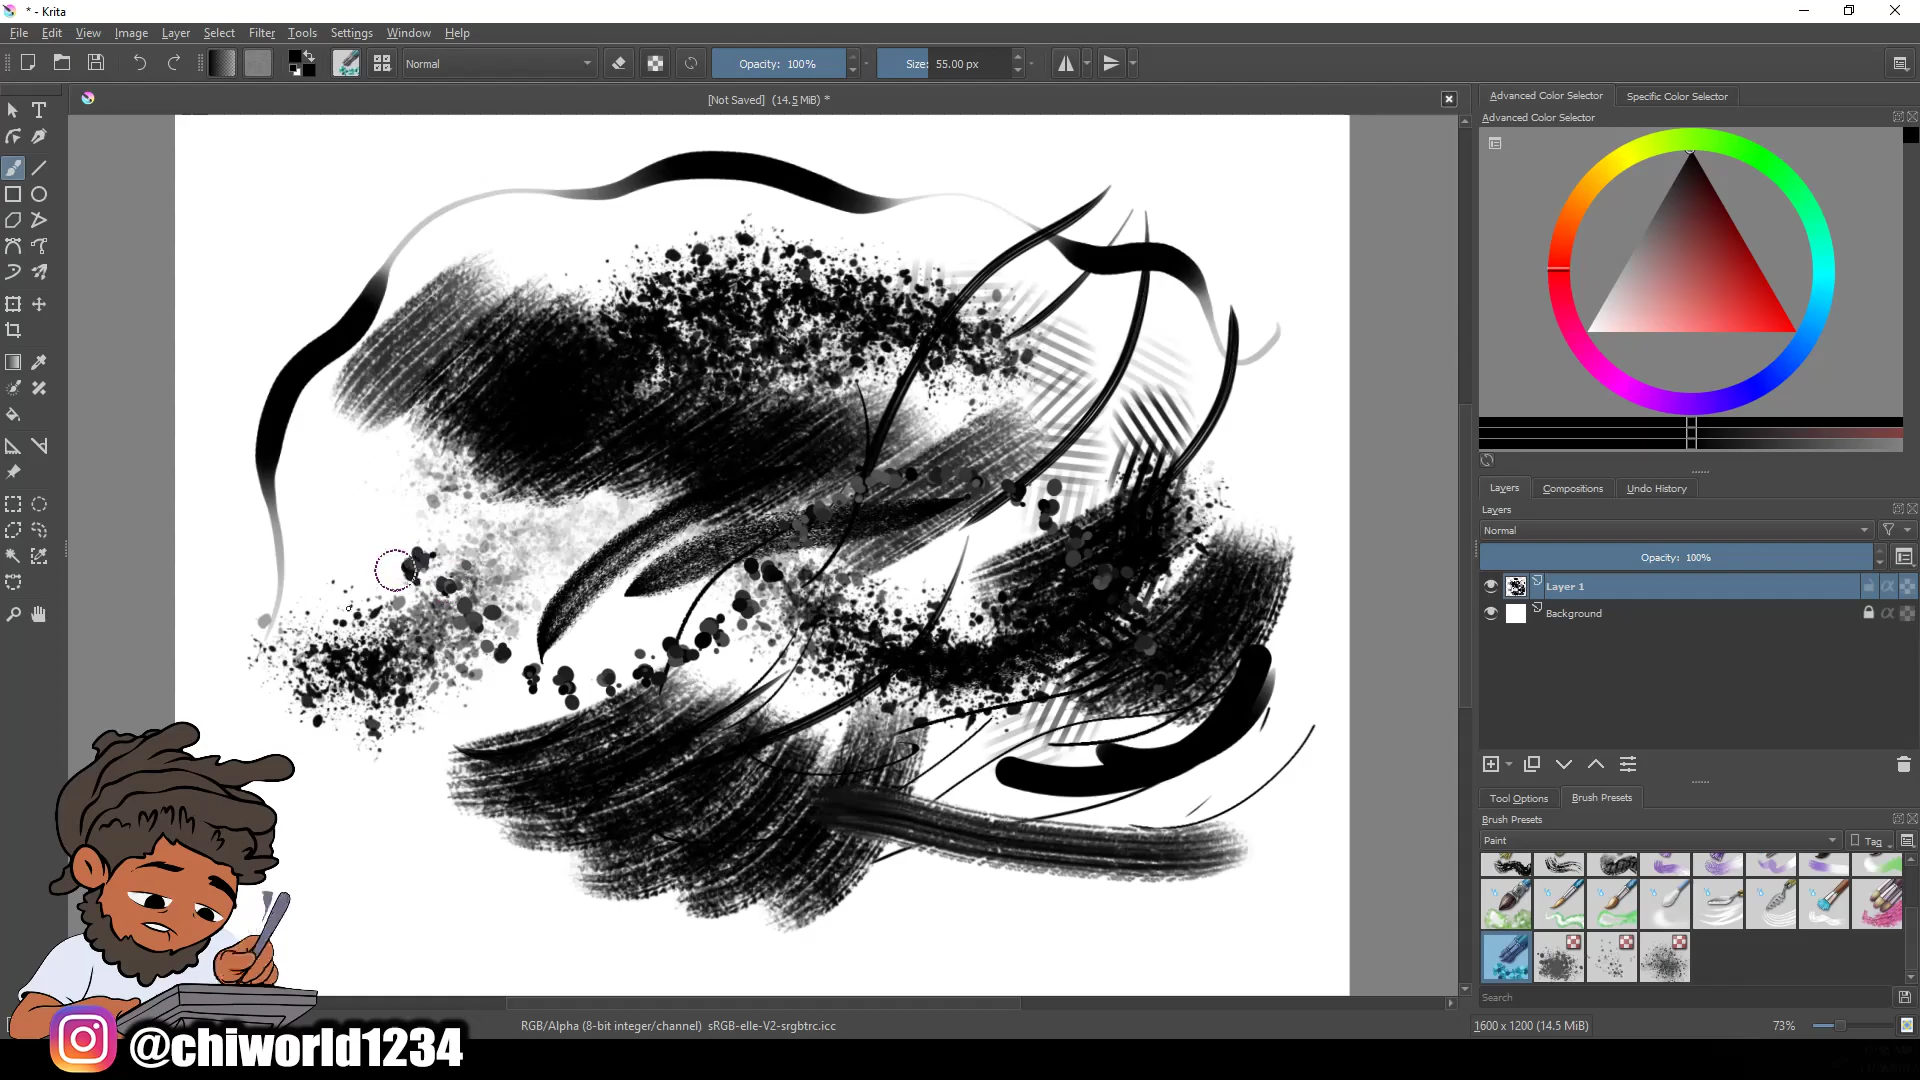 * - Krita
File Edit View Image Layer Select Filter Tools Settings Window Help
Normal Opacity: 100% Size: 55.00 px
[Not Saved] (14.5 MiB) *
Advanced Color Selector Specific Color Selector
Advanced Color Selector
Layers Compositions Undo History
Layers
Normal
Opacity: 100%
Layer 1
Background
Tool Options Brush Presets
Brush Presets
Paint Tag
Search
RGB/Alpha (8-bit integer/channel) sRGB-elle-V2-srgbtrc.icc 1600 x 1200 (14.5 MiB) 73%
@chiworld1234